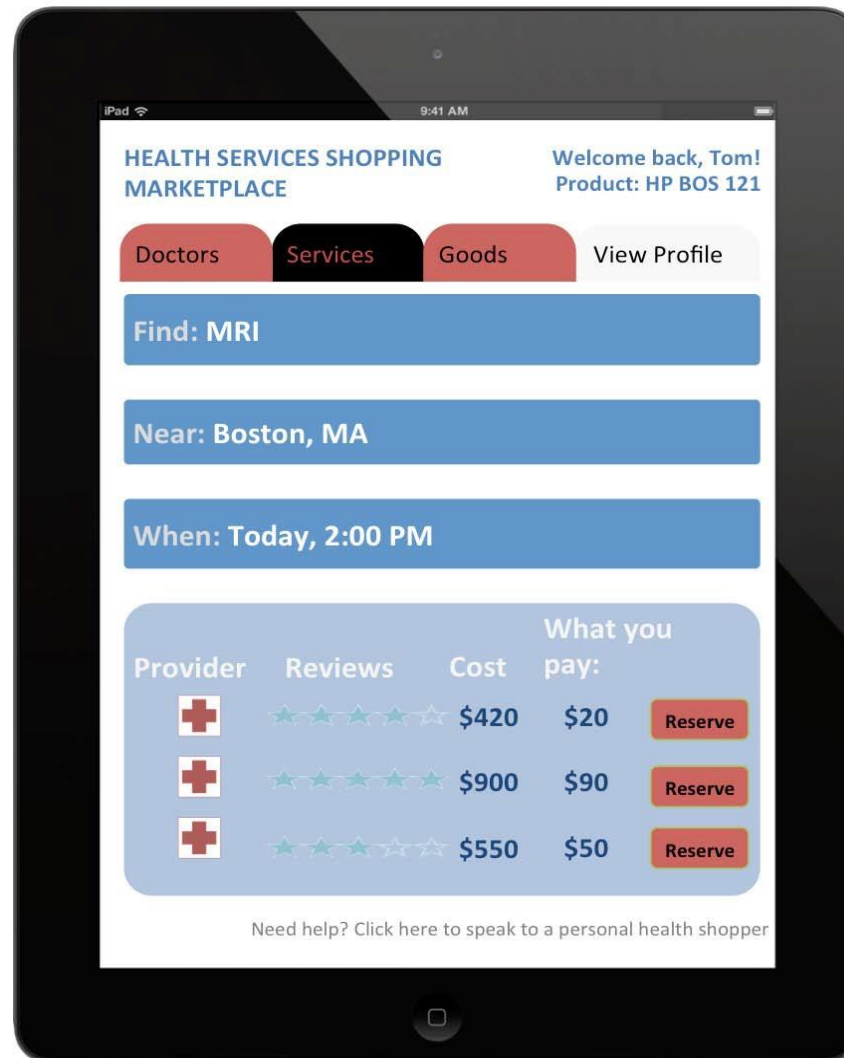 iPad 9:41 AM
HEALTH SERVICES SHOPPING
MARKETPLACE
Welcome back, Tom!
Product: HP BOS 121
Doctors Services Goods View Profile
Find: MRI
Near: Boston, MA
When: Today, 2:00 PM
Provider Reviews Cost What you
pay:
$420 $20 Reserve
$900 $90 Reserve
$550 $50 Reserve
Need help? Click here to speak to a personal health shopper